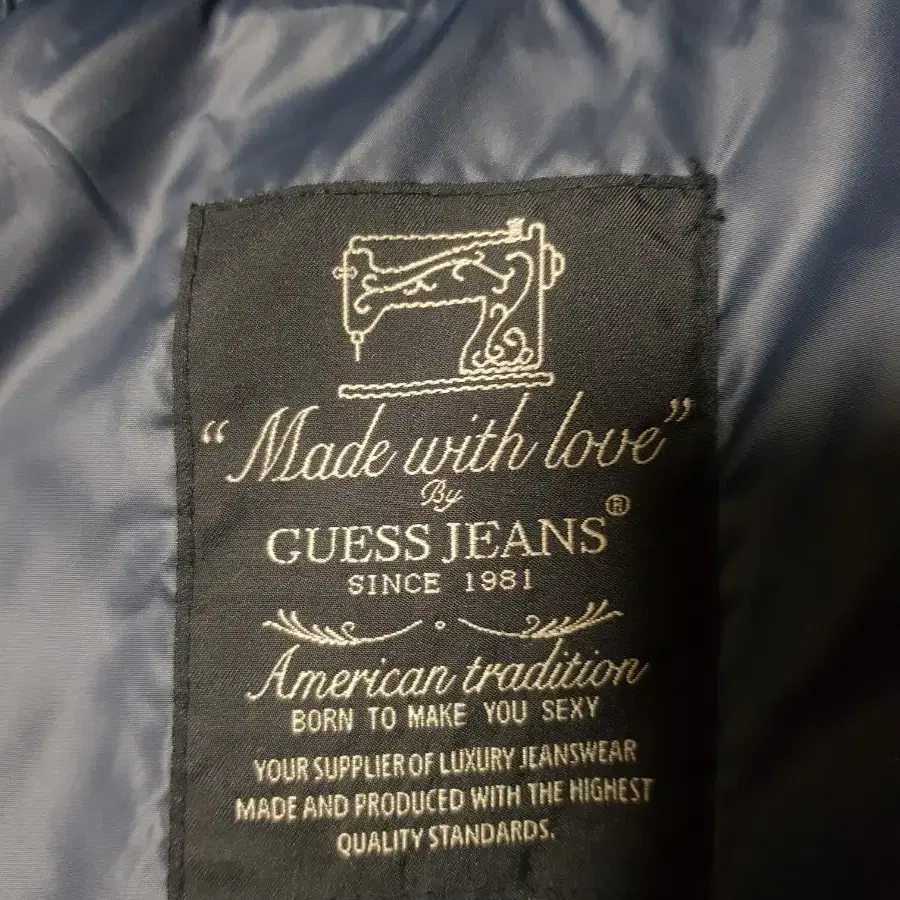 “Made with love”
By
GUESS JEANS®
SINCE 1981
American tradition
BORN TO MAKE YOU SEXY
YOUR SUPPLIER OF LUXURY JEANSWEAR
MADE AND PRODUCED WITH THE HIGHEST
QUALITY STANDARDS.